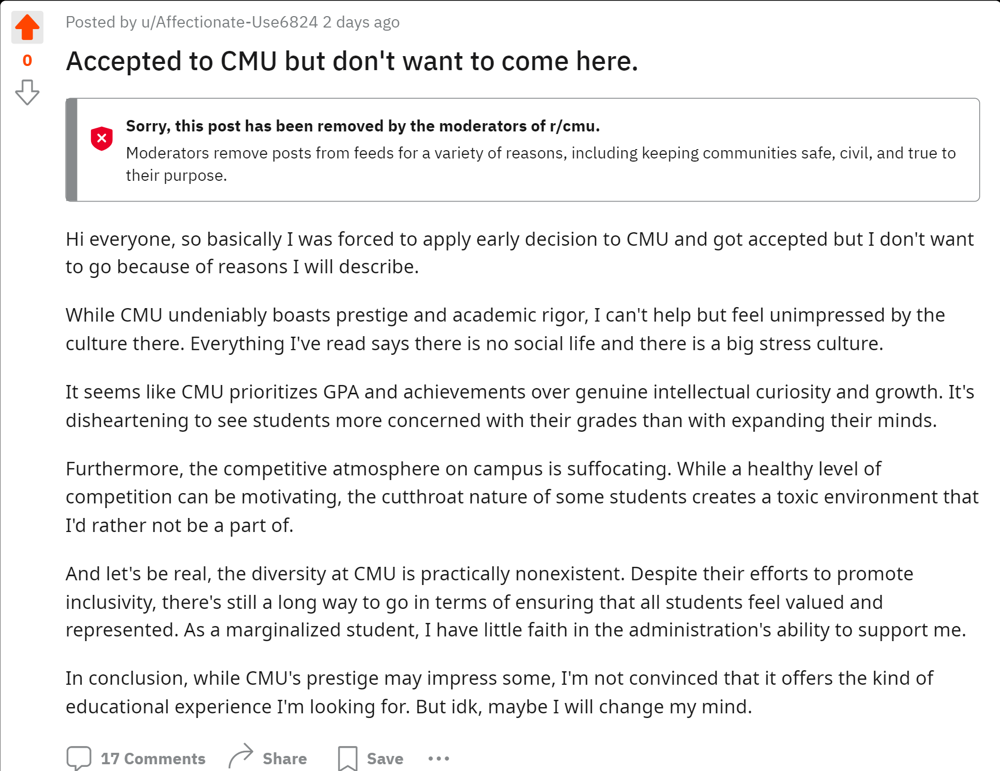 Posted by u/Affectionate-Use6824 2 days ago
0
Accepted to CMU but don't want to come here.
Sorry, this post has been removed by the moderators of r/cmu.
Moderators remove posts from feeds for a variety of reasons, including keeping communities safe, civil, and true to
their purpose.
Hi everyone, so basically I was forced to apply early decision to CMU and got accepted but I don't want
to go because of reasons I will describe.
While CMU undeniably boasts prestige and academic rigor, I can't help but feel unimpressed by the
culture there. Everything I've read says there is no social life and there is a big stress culture.
It seems like CMU prioritizes GPA and achievements over genuine intellectual curiosity and growth. It's
disheartening to see students more concerned with their grades than with expanding their minds.
Furthermore, the competitive atmosphere on campus is suffocating. While a healthy level of
competition can be motivating, the cutthroat nature of some students creates a toxic environment that
I'd rather not be a part of.
And let's be real, the diversity at CMU is practically nonexistent. Despite their efforts to promote
inclusivity, there's still a long way to go in terms of ensuring that all students feel valued and
represented. As a marginalized student, I have little faith in the administration's ability to support me.
In conclusion, while CMU's prestige may impress some, I'm not convinced that it offers the kind of
educational experience I'm looking for. But idk, maybe I will change my mind.
17 Comments Share Save ...